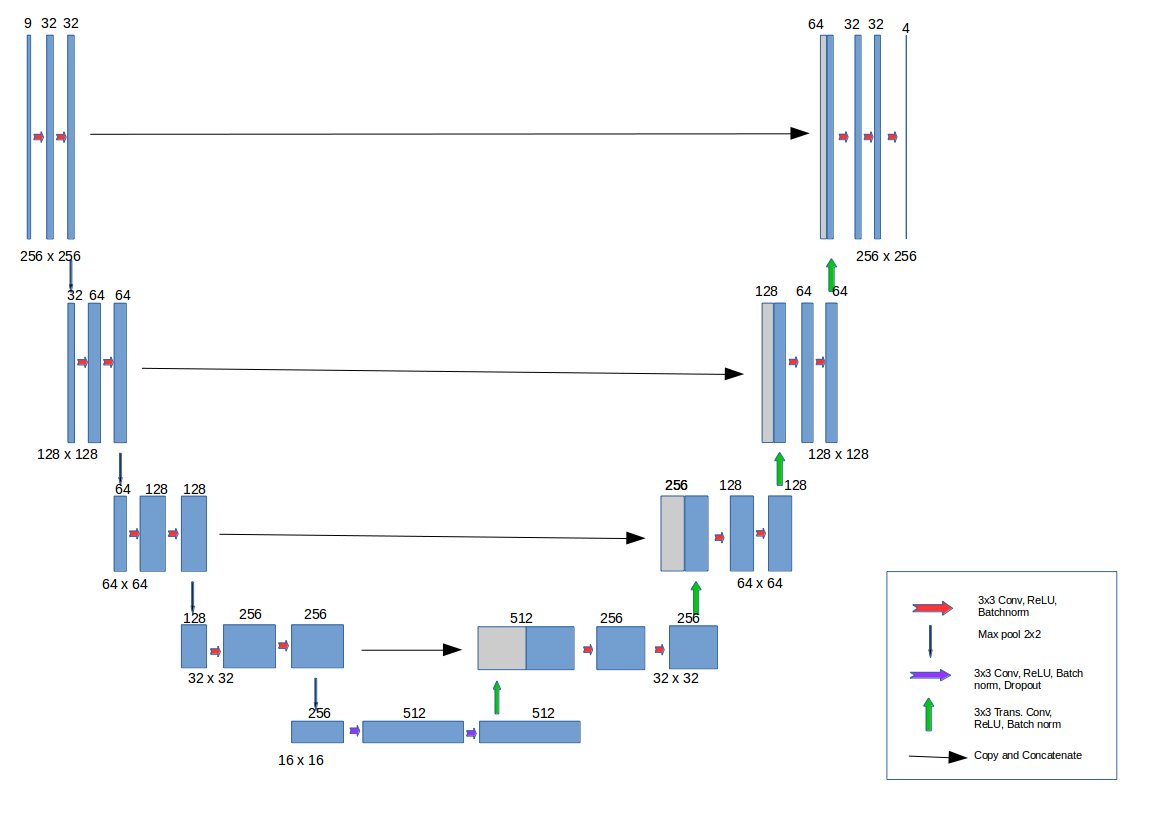 9 32 32
64 32 32 4
256 x 256
256 x 256
32 64 64
128 64 64
128 x 128
128 x 128
64 128 128
256 128 128
64 x 64
64 x 64
128 256 256
512 256 256
32 x 32
32 x 32
256 512 512
16 x 16
3x3 Conv, ReLU,
Batchnorm
Max pool 2x2
3x3 Conv, ReLU, Batch
norm, Dropout
3x3 Trans. Conv,
ReLU, Batch norm
Copy and Concatenate